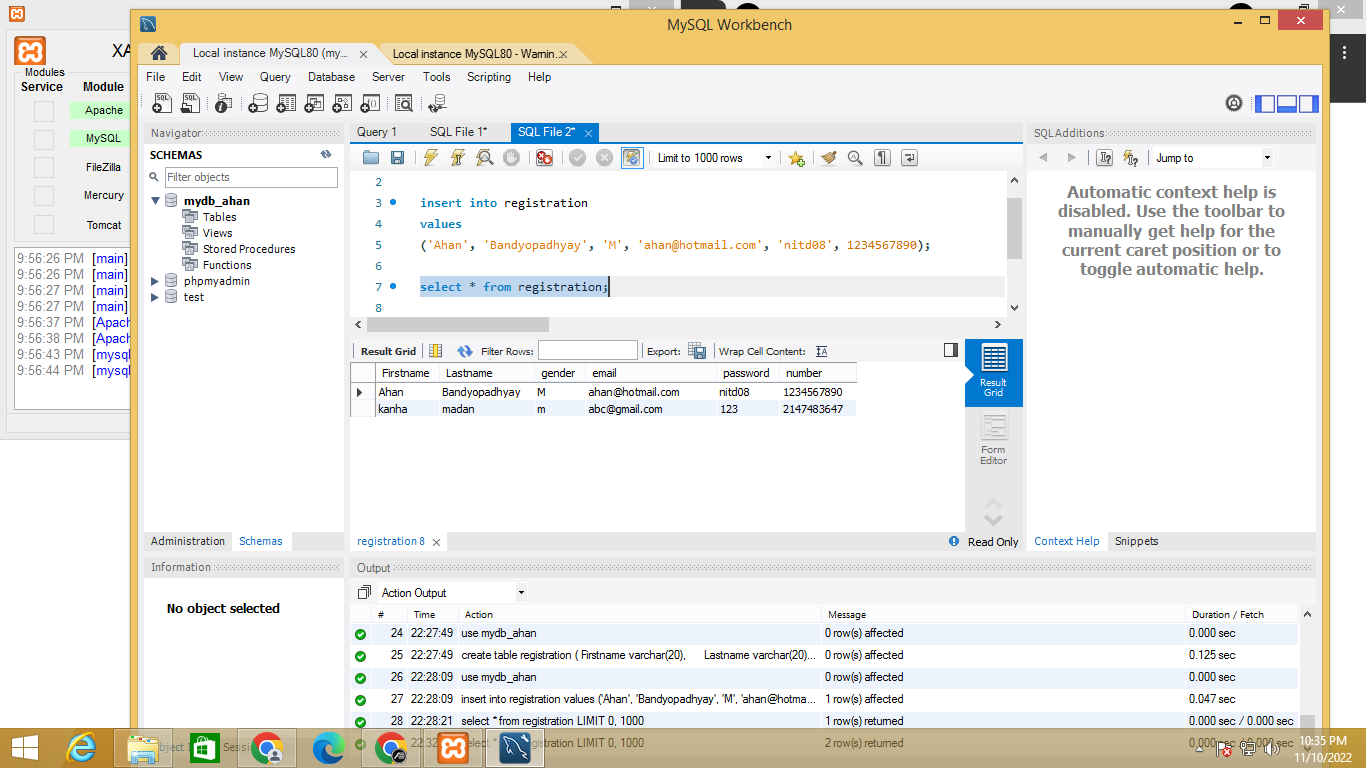 MySQL Workbench
XA
Modules
Service Module
Apache
MySQL
FileZilla
Mercury
Tomcat
9:56:26 PM [main]
9:56:26 PM [main]
9:56:27 PM [main]
9:56:27 PM [main]
9:56:37 PM [Apach
9:56:38 PM [Apach
9:56:43 PM [mysq
9:56:44 PM [mysq
Local instance MySQL80 (my...
Local instance MySQL80 - Warnin...
File Edit View Query Database Server Tools Scripting Help
Navigator
SCHEMAS
Filter objects
mydb_ahan
Tables
Views
Stored Procedures
Functions
phpmyadmin
test
Administration Schemas
Information
No object selected
Query 1 SQL File 1* SQL File 2*
Limit to 1000 rows
2
3 insert into registration
4 values
5 ('Ahan', 'Bandyopadhyay', 'M', 'ahan@hotmail.com', 'nitd08', 1234567890);
6
7 select * from registration;
8
Result Grid Filter Rows: Export: Wrap Cell Content:
Firstname Lastname gender email password number
Ahan Bandyopadhyay M ahan@hotmail.com nitd08 1234567890
kanha madan m abc@gmail.com 123 2147483647
Result
Grid
Form
Editor
registration 8
Read Only
SQLAdditions
Jump to
Automatic context help is
disabled. Use the toolbar to
manually get help for the
current caret position or to
toggle automatic help.
Context Help Snippets
Output
Action Output
# Time Action Message Duration / Fetch
24 22:27:49 use mydb_ahan 0 row(s) affected 0.000 sec
25 22:27:49 create table registration ( Firstname varchar(20), Lastname varchar(20)... 0 row(s) affected 0.125 sec
26 22:28:09 use mydb_ahan 0 row(s) affected 0.000 sec
27 22:28:09 insert into registration values ('Ahan', 'Bandyopadhyay', 'M', 'ahan@hotma... 1 row(s) affected 0.047 sec
28 22:28:21 select * from registration LIMIT 0, 1000 1 row(s) returned 0.000 sec / 0.000 sec
select * from registration LIMIT 0, 1000 2 row(s) returned
10:35 PM
11/10/2022